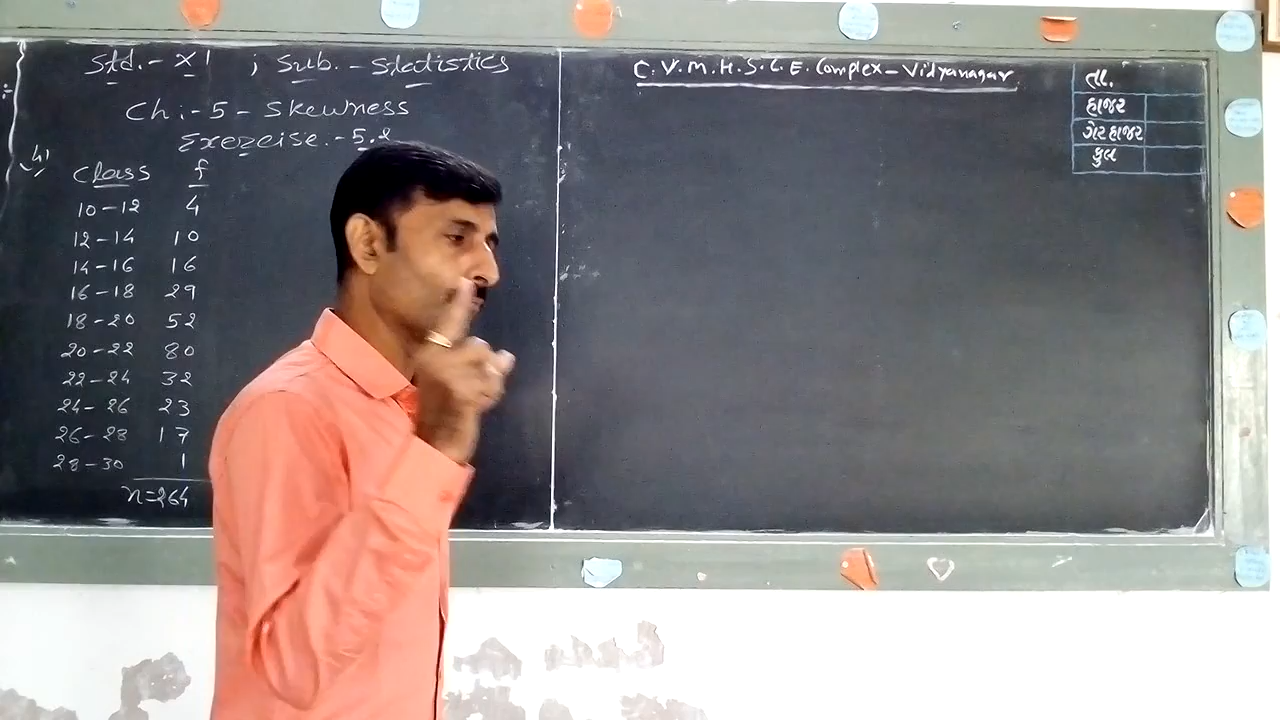 Std.- XI ; Sub. - Statistics
Ch:-5 - Skewness
Exercise.-5.2
4)
Class f
10-12 4
12-14 10
14-16 16
16-18 29
18-20 52
20-22 80
22-24 32
24-26 23
26-28 17
28-30 1
n=264
C.V.M.H.S.C.E. Complex-Vidyanagar
તા.
હાજર
ગેરહાજર
કુલ